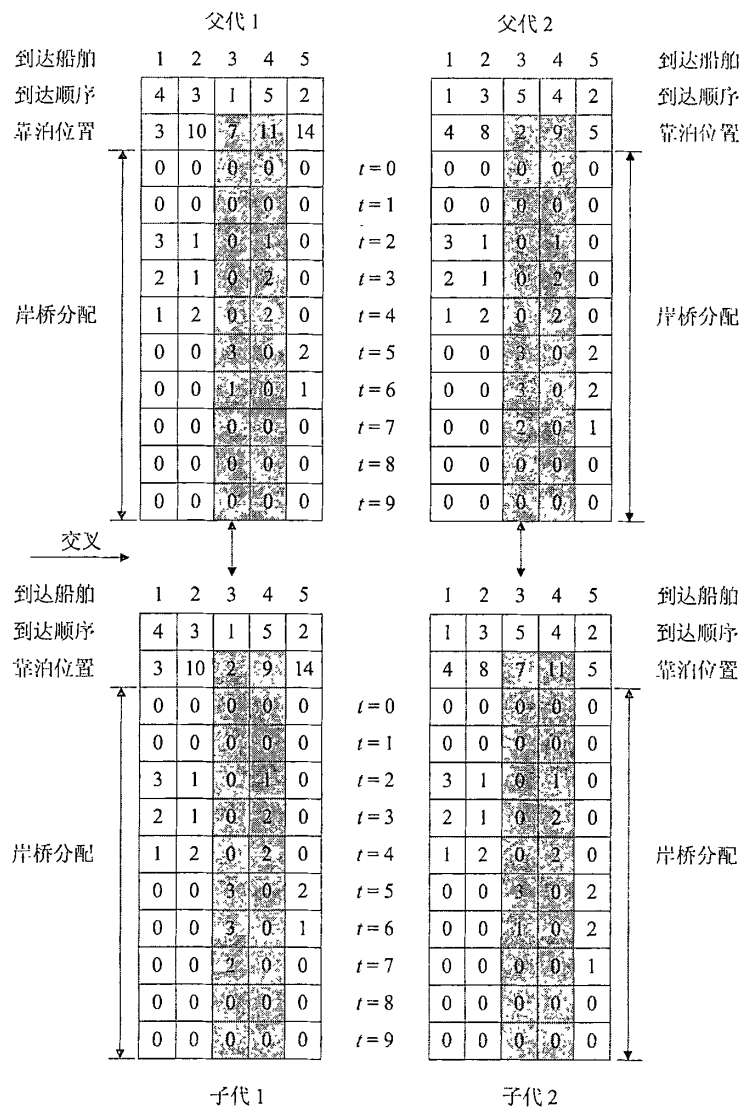 父代 1 父代 2
到达船舶 1 2 3 4 5 1 2 3 4 5 到达船舶
到达顺序 4 3 1 5 2 1 3 5 4 2 到达顺序
靠泊位置 3 10 7 11 14 4 8 2 9 5 靠泊位置
0 0 0 0 0 t = 0 0 0 0 0 0
0 0 0 0 0 t = 1 0 0 0 0 0
3 1 0 1 0 t = 2 3 1 0 1 0
2 1 0 2 0 t = 3 2 1 0 2 0
岸桥分配 1 2 0 2 0 t = 4 1 2 0 2 0 岸桥分配
0 0 3 0 2 t = 5 0 0 3 0 2
0 0 1 0 1 t = 6 0 0 3 0 2
0 0 0 0 0 t = 7 0 0 2 0 1
0 0 0 0 0 t = 8 0 0 0 0 0
0 0 0 0 0 t = 9 0 0 0 0 0
交叉
到达船舶 1 2 3 4 5 1 2 3 4 5 到达船舶
到达顺序 4 3 1 5 2 1 3 5 4 2 到达顺序
靠泊位置 3 10 2 9 14 4 8 7 11 5 靠泊位置
0 0 0 0 0 t = 0 0 0 0 0 0
0 0 0 0 0 t = 1 0 0 0 0 0
3 1 0 1 0 t = 2 3 1 0 1 0
2 1 0 2 0 t = 3 2 1 0 2 0
岸桥分配 1 2 0 2 0 t = 4 1 2 0 2 0 岸桥分配
0 0 3 0 2 t = 5 0 0 3 0 2
0 0 3 0 1 t = 6 0 0 1 0 2
0 0 2 0 0 t = 7 0 0 0 0 1
0 0 0 0 0 t = 8 0 0 0 0 0
0 0 0 0 0 t = 9 0 0 0 0 0
子代 1 子代 2